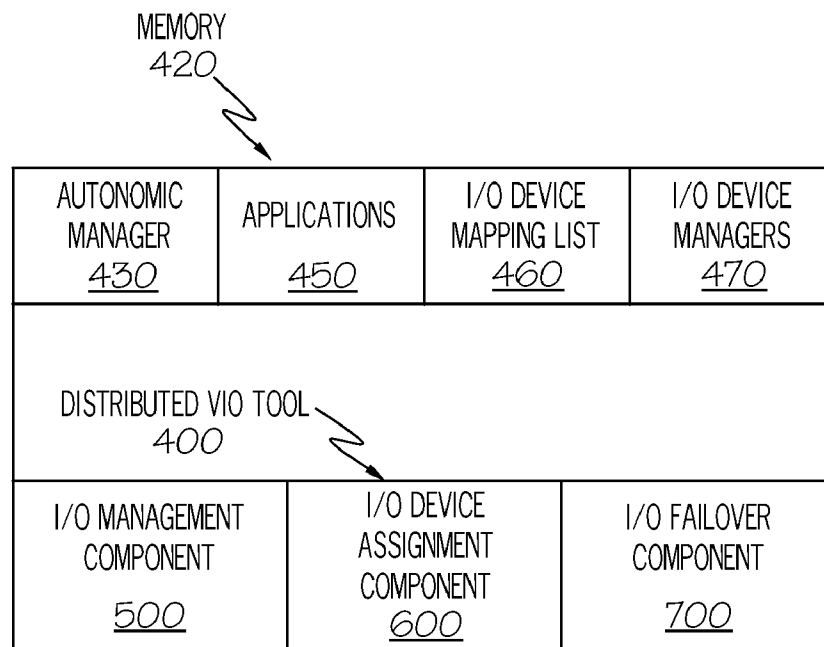 MEMORY
420
AUTONOMIC
MANAGER
430
APPLICATIONS
450
I/O DEVICE
MAPPING LIST
460
I/O DEVICE
MANAGERS
470
DISTRIBUTED VIO TOOL
400
I/O MANAGEMENT
COMPONENT
500
I/O DEVICE
ASSIGNMENT
COMPONENT
600
I/O FAILOVER
COMPONENT
700